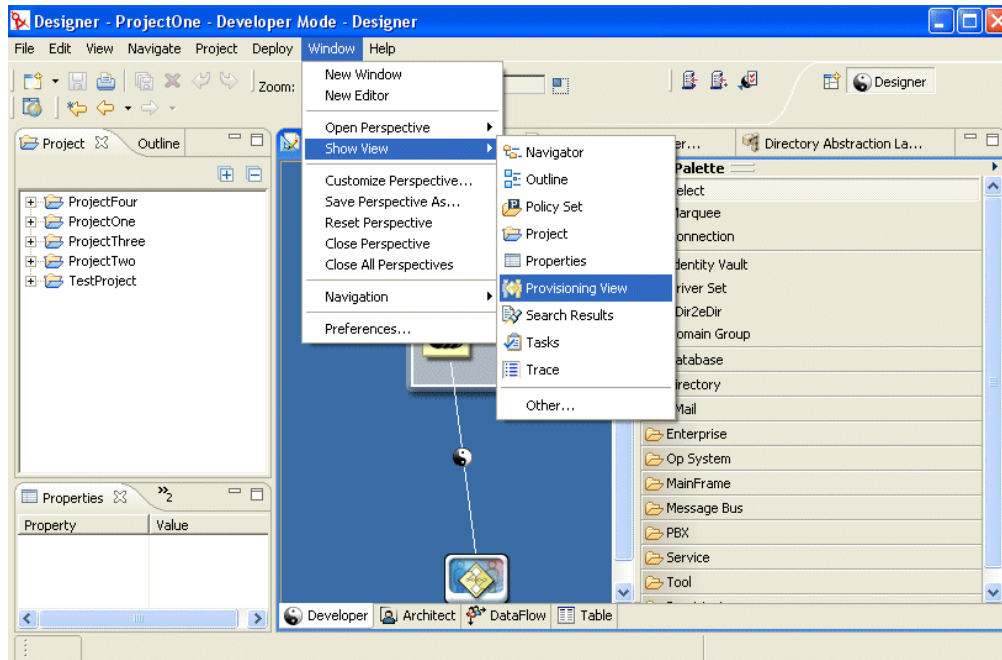 Designer - ProjectOne - Developer Mode - Designer
File Edit View Navigate Project Deploy Window Help
Zoom:
Designer
New Window
New Editor
Open Perspective
Show View
Customize Perspective...
Save Perspective As...
Reset Perspective
Close Perspective
Close All Perspectives
Navigation
Preferences...
Navigator
Outline
Policy Set
Project
Properties
Provisioning View
Search Results
Tasks
Trace
Other...
Project Outline
ProjectFour
ProjectOne
ProjectThree
ProjectTwo
TestProject
Properties 2
Property Value
er... Directory Abstraction La...
Palette
elect
arquee
onnection
dentity Vault
river Set
Dir2eDir
omain Group
atabase
irectory
Mail
Enterprise
Op System
MainFrame
Message Bus
PBX
Service
Tool
Developer Architect DataFlow Table